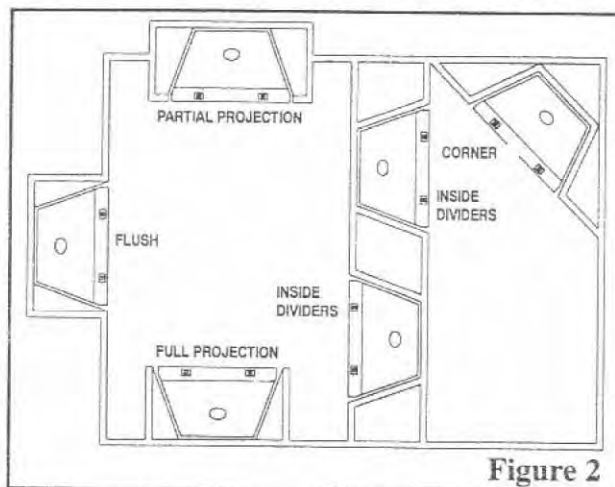 PARTIAL PROJECTION
CORNER
INSIDE
DIVIDERS
FLUSH
INSIDE
DIVIDERS
FULL PROJECTION
Figure 2